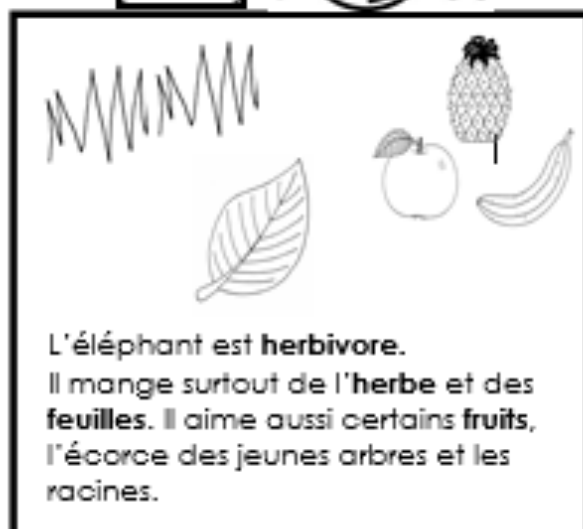 L'éléphant est herbivore.
Il mange surtout de l'herbe et des
feuilles. Il aime aussi certains fruits,
l'écorce des jeunes arbres et les
racines.